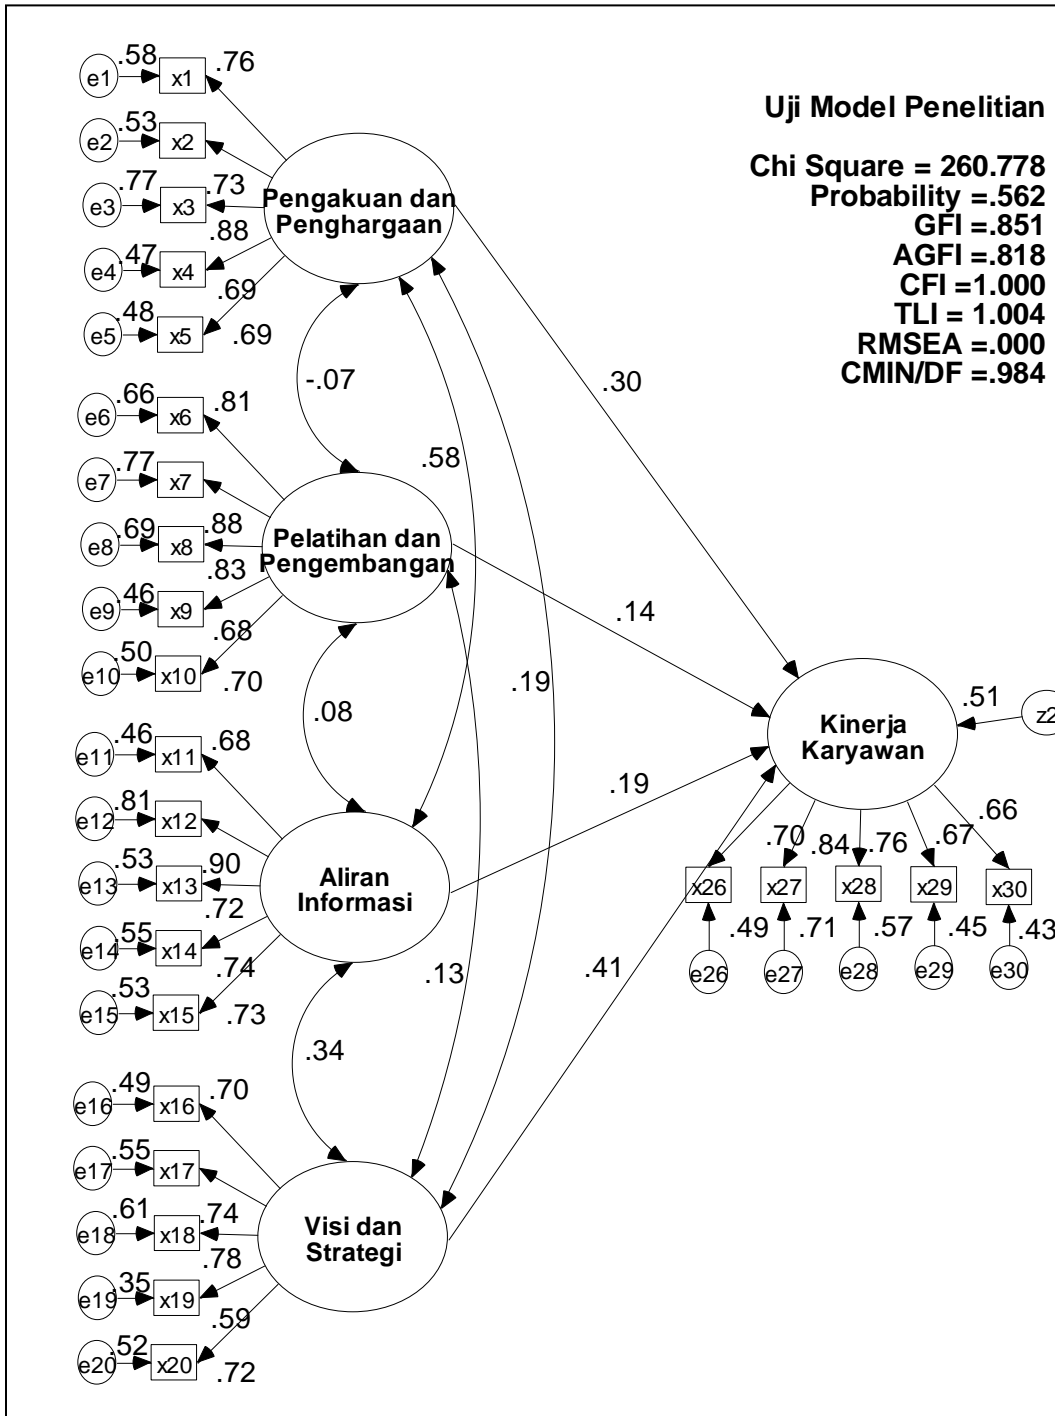 Uji Model Penelitian
Chi Square = 260.778
Probability =.562
GFI =.851
AGFI =.818
CFI =1.000
TLI = 1.004
RMSEA =.000
CMIN/DF =.984
e1 .58 x1 .76
e2 .53 x2
e3 .77 x3 .73
e4 .47 x4 .88
e5 .48 x5 .69
.69
Pengakuan dan
Penghargaan
-.07
.58
.30
e6 .66 x6 .81
e7 .77 x7
e8 .69 x8 .88
e9 .46 x9 .83
e10 .50 x10 .68
.70
Pelatihan dan
Pengembangan
.08
.19
.14
e11 .46 x11 .68
e12 .81 x12
e13 .53 x13 .90
e14 .55 x14 .72
e15 .53 x15 .74
.73
Aliran
Informasi
.34
.13
.19
e16 .49 x16 .70
e17 .55 x17
e18 .61 x18 .74
e19 .35 x19 .78
e20 .52 x20 .59
.72
Visi dan
Strategi
.41
Kinerja
Karyawan
.51
z2
.70 .84 .76 .67 .66
x26 x27 x28 x29 x30
.49 .71 .57 .45 .43
e26 e27 e28 e29 e30